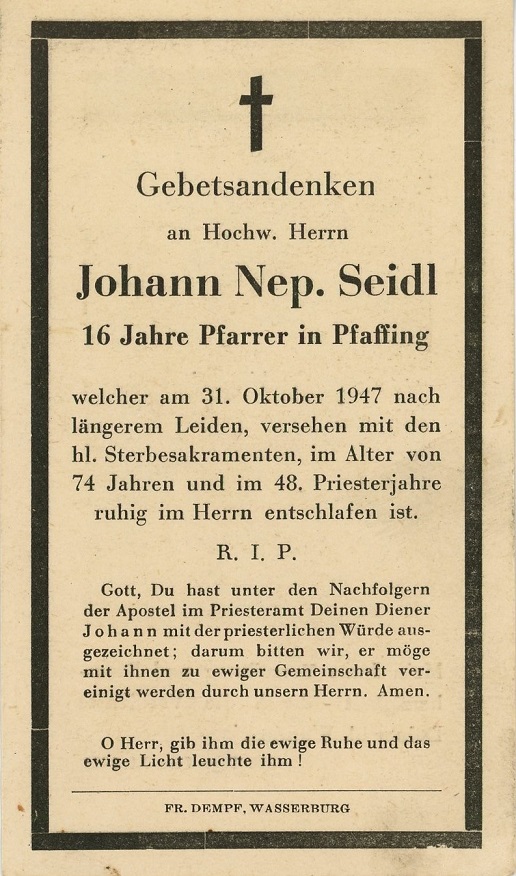 Gebetsandenken
an Hochw. Herrn
Johann Nep. Seidl
16 Jahre Pfarrer in Pfaffing
welcher am 31. Oktober 1947 nach
längerem Leiden, versehen mit den
hl. Sterbesakramenten, im Alter von
74 Jahren und im 48. Priesterjahre
ruhig im Herrn entschlafen ist.
R. I. P.
Gott, Du hast unter den Nachfolgern
der Apostel im Priesteramt Deinen Diener
Johann mit der priesterlichen Würde aus-
gezeichnet; darum bitten wir, er möge
mit ihnen zu ewiger Gemeinschaft ver-
einigt werden durch unsern Herrn. Amen.
O Herr, gib ihm die ewige Ruhe und das
ewige Licht leuchte ihm!
FR. DEMPF, WASSERBURG